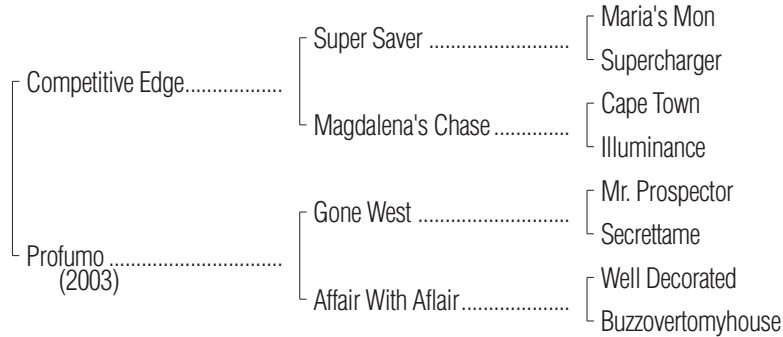 Maria's Mon
Super Saver ........................
Supercharger
Competitive Edge.................
Cape Town
Magdalena's Chase .............
Illuminance
Mr. Prospector
Gone West ..........................
Secrettame
Profumo ..............................
(2003)
Well Decorated
Affair With Aflair..................
Buzzovertomyhouse